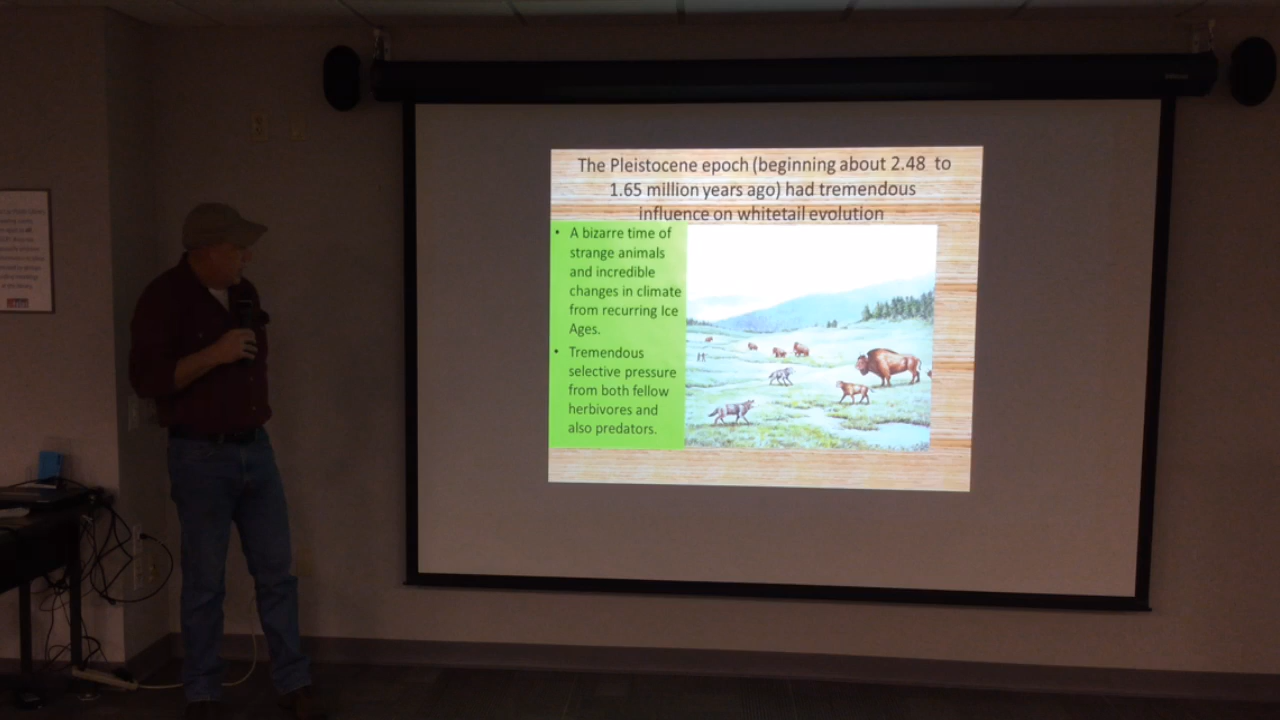 The Pleistocene epoch (beginning about 2.48 to
1.65 million years ago) had tremendous
influence on whitetail evolution
• A bizarre time of
strange animals
and incredible
changes in climate
from recurring Ice
Ages.
• Tremendous
selective pressure
from both fellow
herbivores and
also predators.